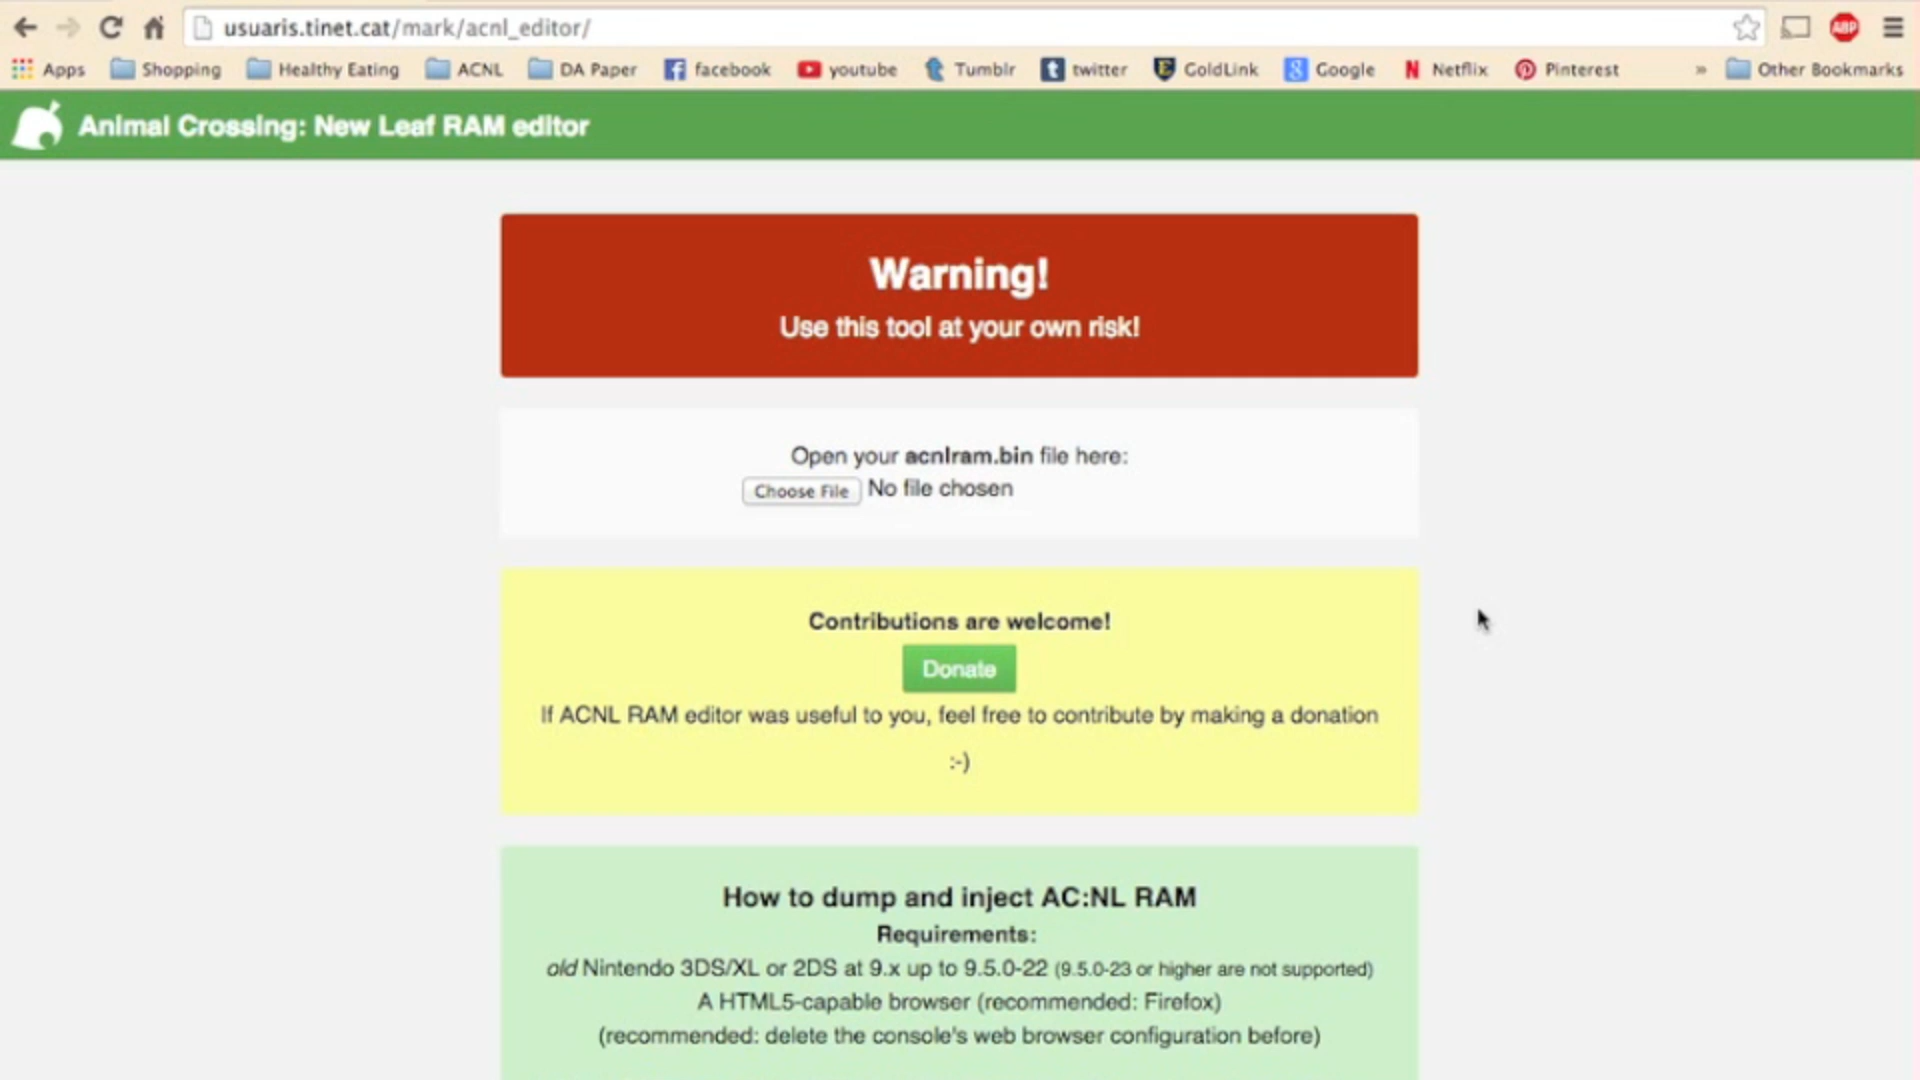 usuaris.tinet.cat/mark/acnl_editor/
ABP
Apps Shopping Healthy Eating ACNL DA Paper facebook youtube Tumblr twitter GoldLink Google Netflix Pinterest » Other Bookmarks
Animal Crossing: New Leaf RAM editor
Warning!
Use this tool at your own risk!
Open your acnlram.bin file here:
Choose File No file chosen
Contributions are welcome!
Donate
If ACNL RAM editor was useful to you, feel free to contribute by making a donation
:-)
How to dump and inject AC:NL RAM
Requirements:
old Nintendo 3DS/XL or 2DS at 9.x up to 9.5.0-22 (9.5.0-23 or higher are not supported)
A HTML5-capable browser (recommended: Firefox)
(recommended: delete the console's web browser configuration before)